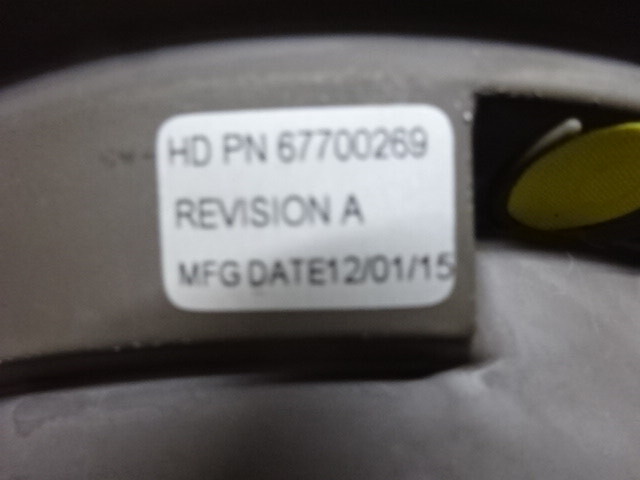 HD PN 67700269
REVISION A
MFG DATE12/01/15